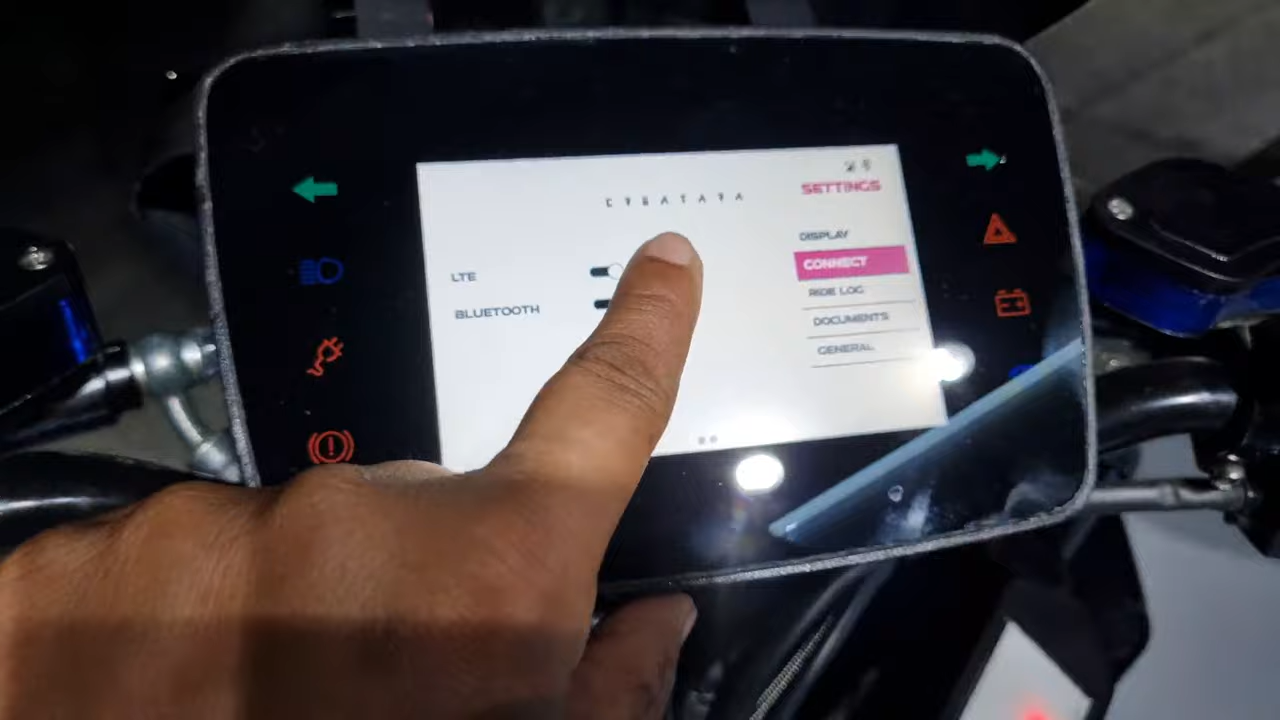 SETTINGS
DISPLAY
CONNECT
RIDE LOG
DOCUMENTS
GENERAL
LTE
BLUETOOTH